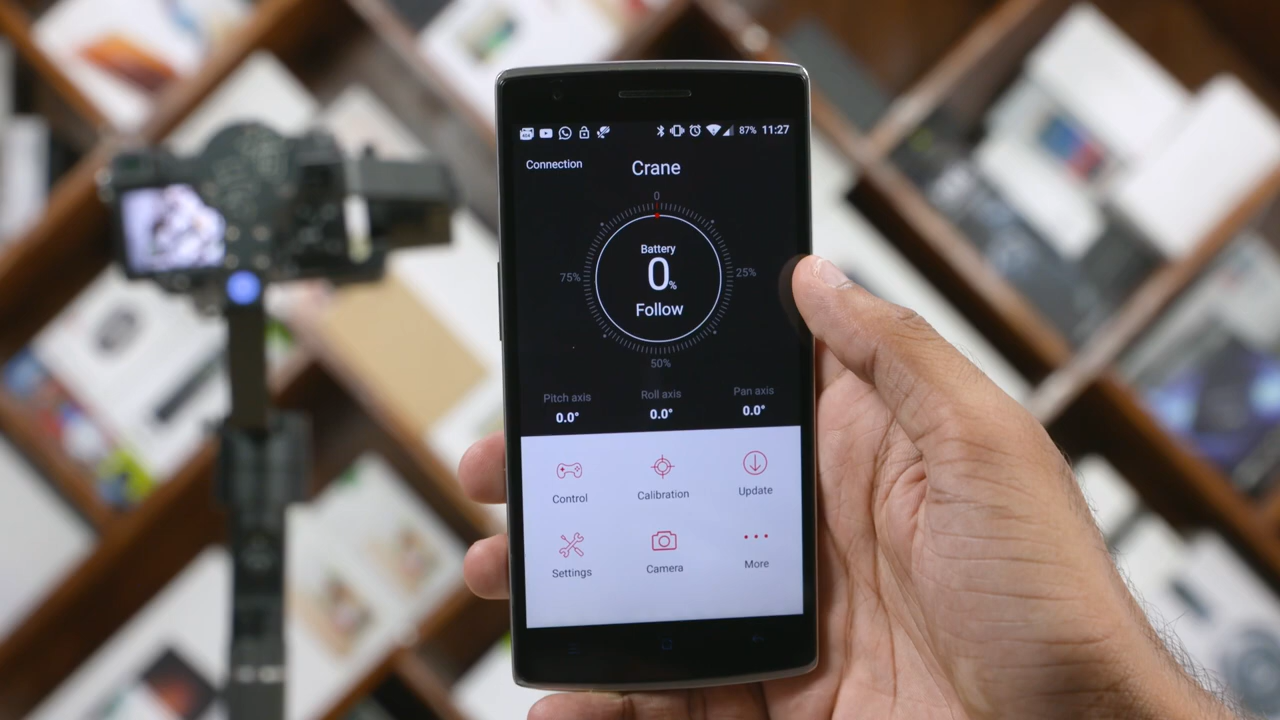 87% 11:27
Connection
Crane
0
Battery
75% 0% 25%
Follow
50%
Pitch axis Roll axis Pan axis
0.0° 0.0° 0.0°
Control Calibration Update
Settings Camera More